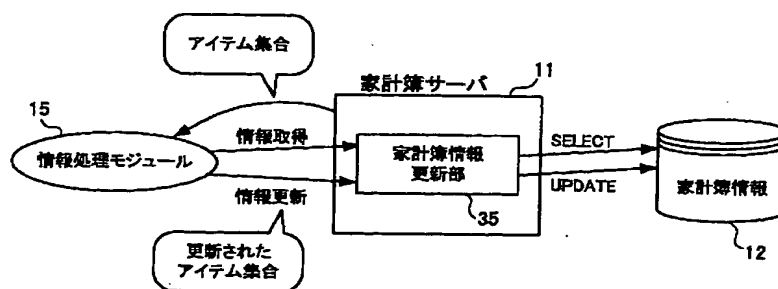 アイテム集合
家計簿サーバ
11
15
情報処理モジュール
情報取得
家計簿情報
更新部
35
SELECT
UPDATE
家計簿情報
12
情報更新
更新された
アイテム集合